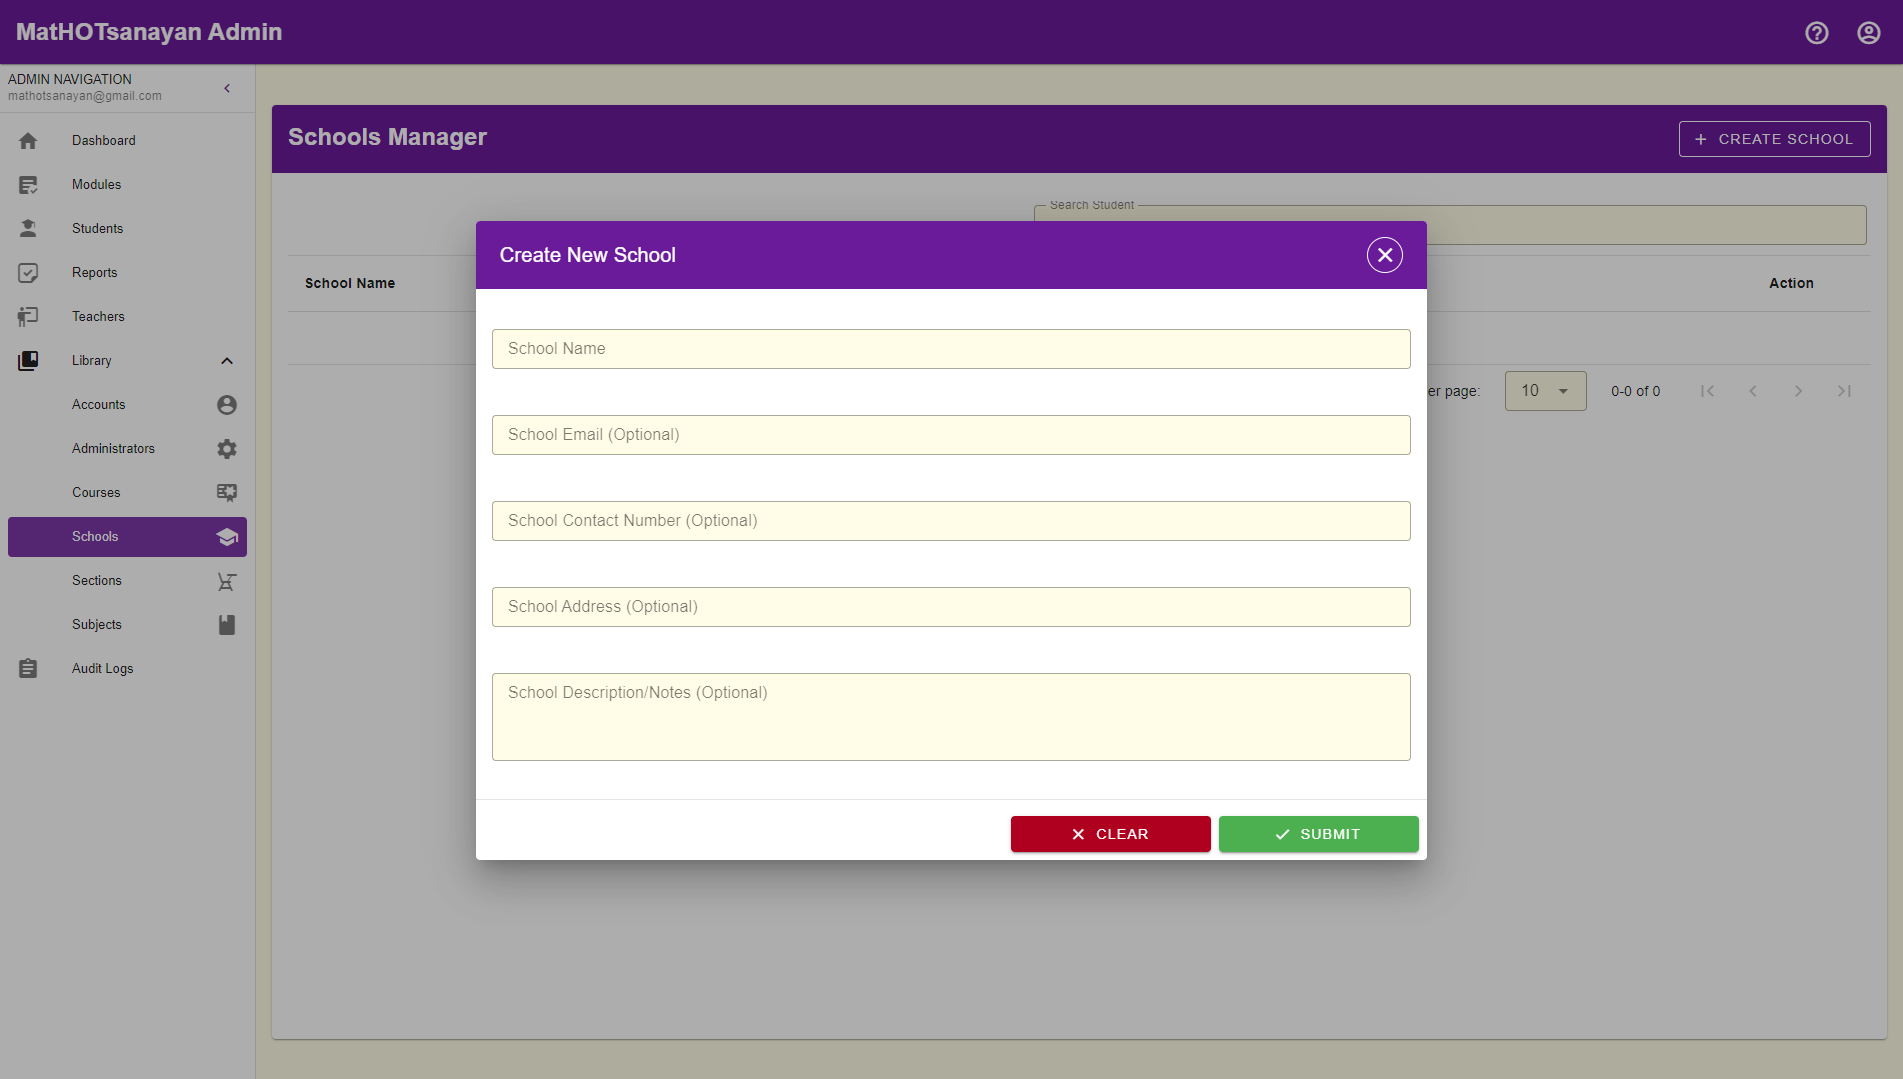 MatHOTsanayan Admin
ADMIN NAVIGATION
mathotsanayan@gmail.com
Dashboard
Modules
Students
Reports
Teachers
Library
Accounts
Administrators
Courses
Schools
Sections
Subjects
Audit Logs
Schools Manager
CREATE SCHOOL
Search Student
School Name
Action
er page:
10
0-0 of 0
Create New School
School Name
School Email (Optional)
School Contact Number (Optional)
School Address (Optional)
School Description/Notes (Optional)
CLEAR
SUBMIT